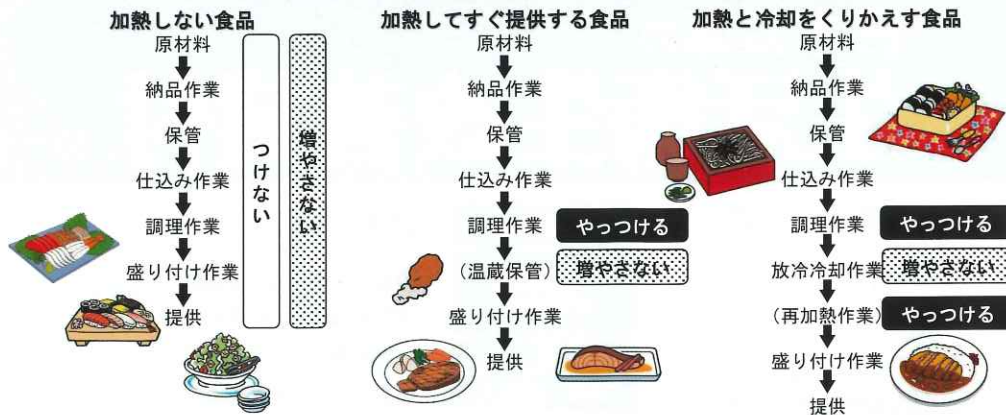 加熱しない食品
原材料
納品作業
保管
仕込み作業
調理作業
盛り付け作業
提供
つけない
増やさない
加熱してすぐ提供する食品
原材料
納品作業
保管
仕込み作業
調理作業
やっつける
(温蔵保管)
増やさない
盛り付け作業
提供
加熱と冷却をくりかえす食品
原材料
納品作業
保管
仕込み作業
調理作業
やっつける
放冷冷却作業
増やさない
(再加熱作業)
やっつける
盛り付け作業
提供